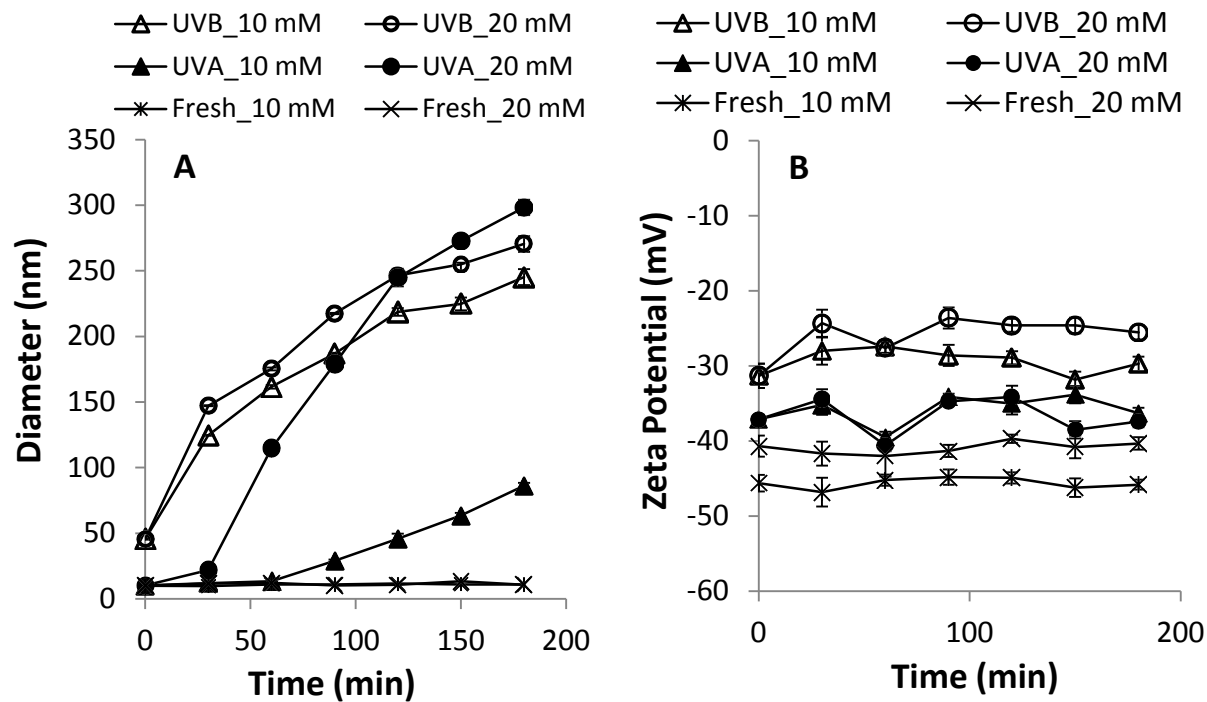 UVB_10 mM UVB_20 mM
UVA_10 mM UVA_20 mM
Fresh_10 mM Fresh_20 mM
A
350
300
250
200
150
100
50
0
Diameter (nm)
0 50 100 150 200
Time (min)
UVB_10 mM UVB_20 mM
UVA_10 mM UVA_20 mM
Fresh_10 mM Fresh_20 mM
B
0
-10
-20
-30
-40
-50
-60
Zeta Potential (mV)
0 100 200
Time (min)